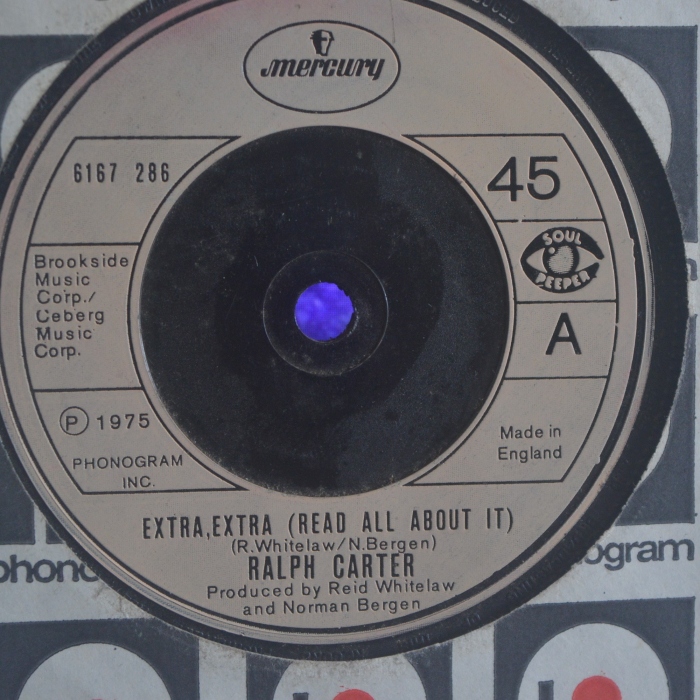 mercury
6167 286
45
SOUL
PEEPER
Brookside
Music
Corp./
Ceberg
Music
Corp.
A
P 1975
PHONOGRAM
INC.
Made in
England
EXTRA,EXTRA (READ ALL ABOUT IT)
(R.Whitelaw/N.Bergen)
RALPH CARTER
Produced by Reid Whitelaw
and Norman Bergen
phono
ogram